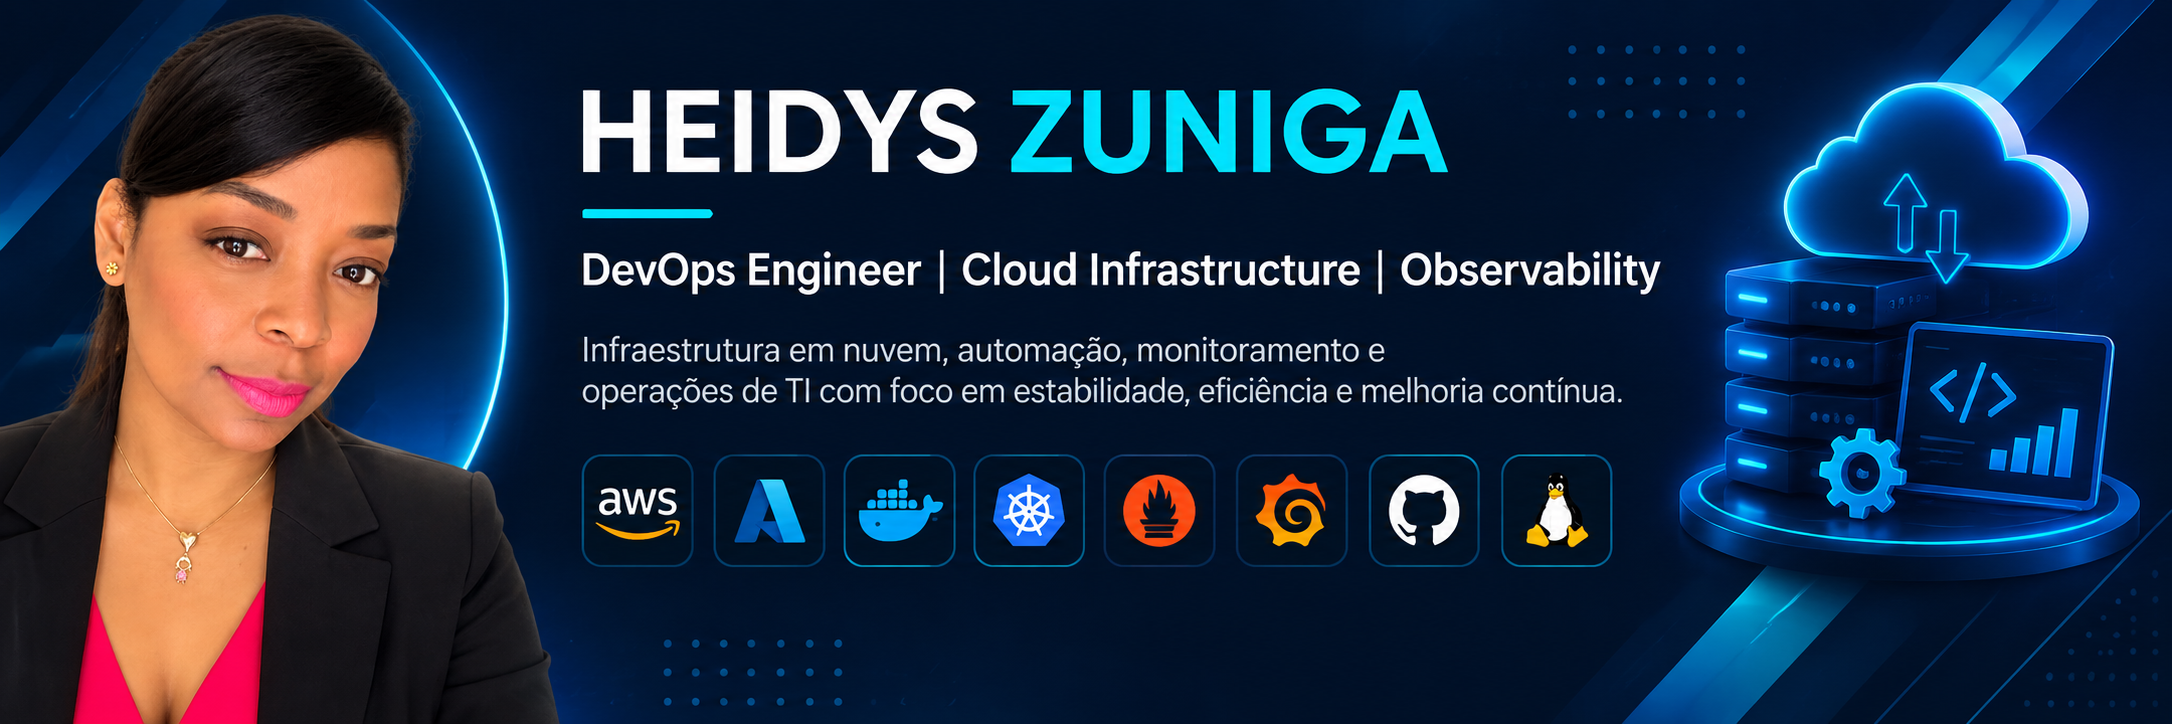 HEIDYS ZUNIGA
DevOps Engineer | Cloud Infrastructure | Observability
Infraestrutura em nuvem, automação, monitoramento e
operações de TI com foco em estabilidade, eficiência e melhoria contínua.
aws
</>